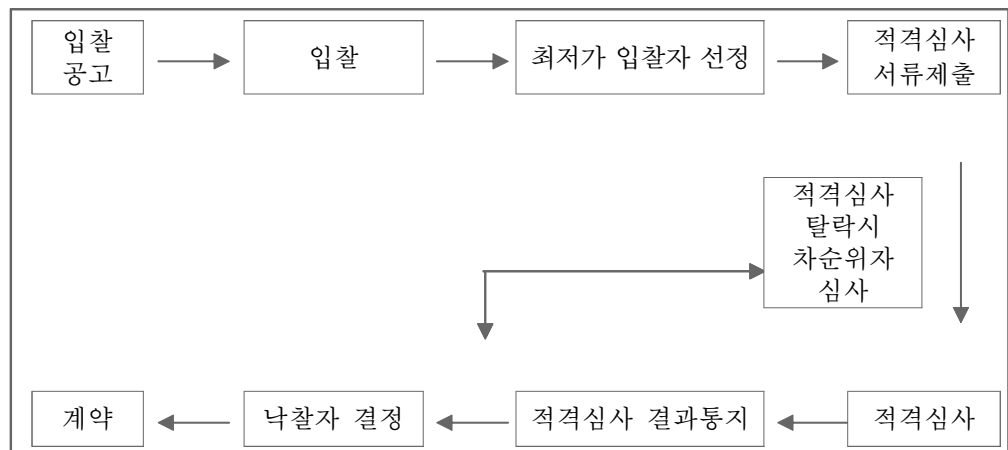 입찰
공고
입찰
최저가 입찰자 선정
적격심사
서류제출
적격심사
탈락시
차순위자
심사
계약
낙찰자 결정
적격심사 결과통지
적격심사